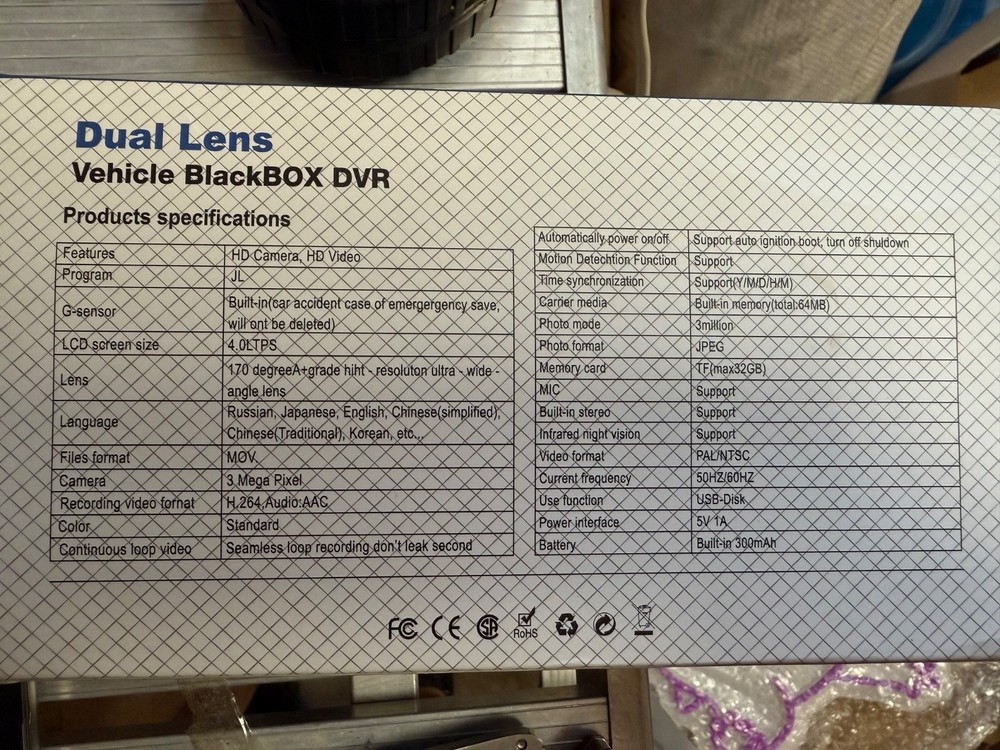 Dual Lens
Vehicle BlackBOX DVR
Products specifications
Features HD Camera, HD Video
Program JL
G-sensor Built-in(car accident case of emergergency save,
will ont be deleted)
LCD screen size 4.0LTPS
Lens 170 degreeA+grade hiht - resoluton ultra - wide -
angle lens
Language Russian, Japanese, English, Chinese(simplified),
Chinese(Traditional), Korean, etc...
Files format MOV.
Camera 3 Mega Pixel
Recording video fornat H.264,Audio:AAC
Color Standard
Continuous loop video Seamless loop recording don't leak second
Automatically power on/off Support auto ignition boot, turn off shuldown
Motlon Detechtion Function Support
Time synchronization Support(Y/M/D/H/M)
Carrier media Built-in memory(total:64MB)
Photo mode 3million
Photo format JPEG
Memory card TF(max32GB)
MIC Support
Built-in stereo Support
Infrared night vision Support
Video format PAL/NTSC
Current frequency 50HZ/60HZ
Use function USB-Disk
Power interface 5V 1A
Battery Built-in 300mAh
FC CE SA RoHS